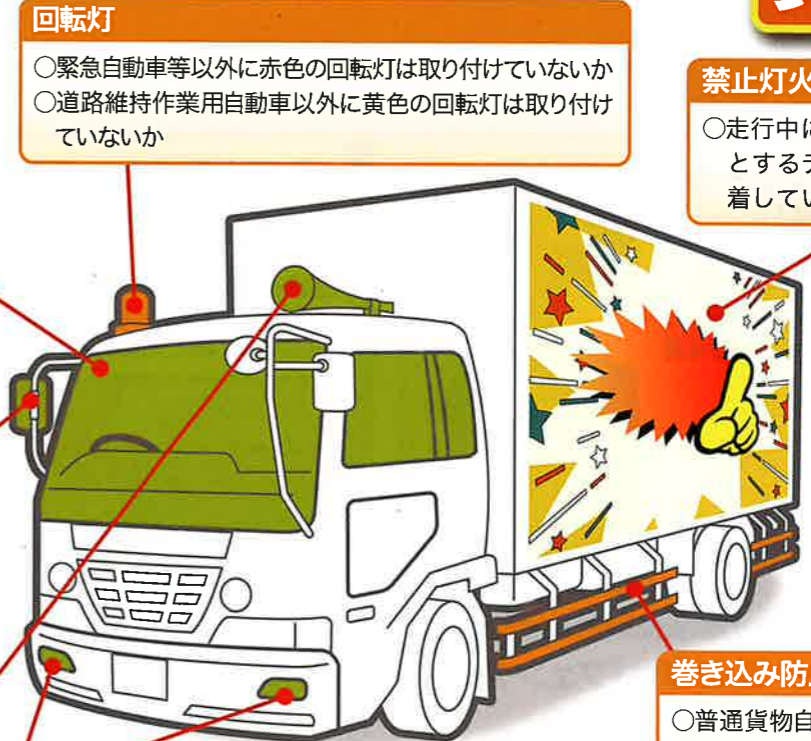 回転灯
○緊急自動車等以外に赤色の回転灯は取り付けていないか
○道路維持作業用自動車以外に黄色の回転灯は取り付け
ていないか
禁止灯火
○走行中に
とするデ
着してい
巻き込み防
○普通貨物自